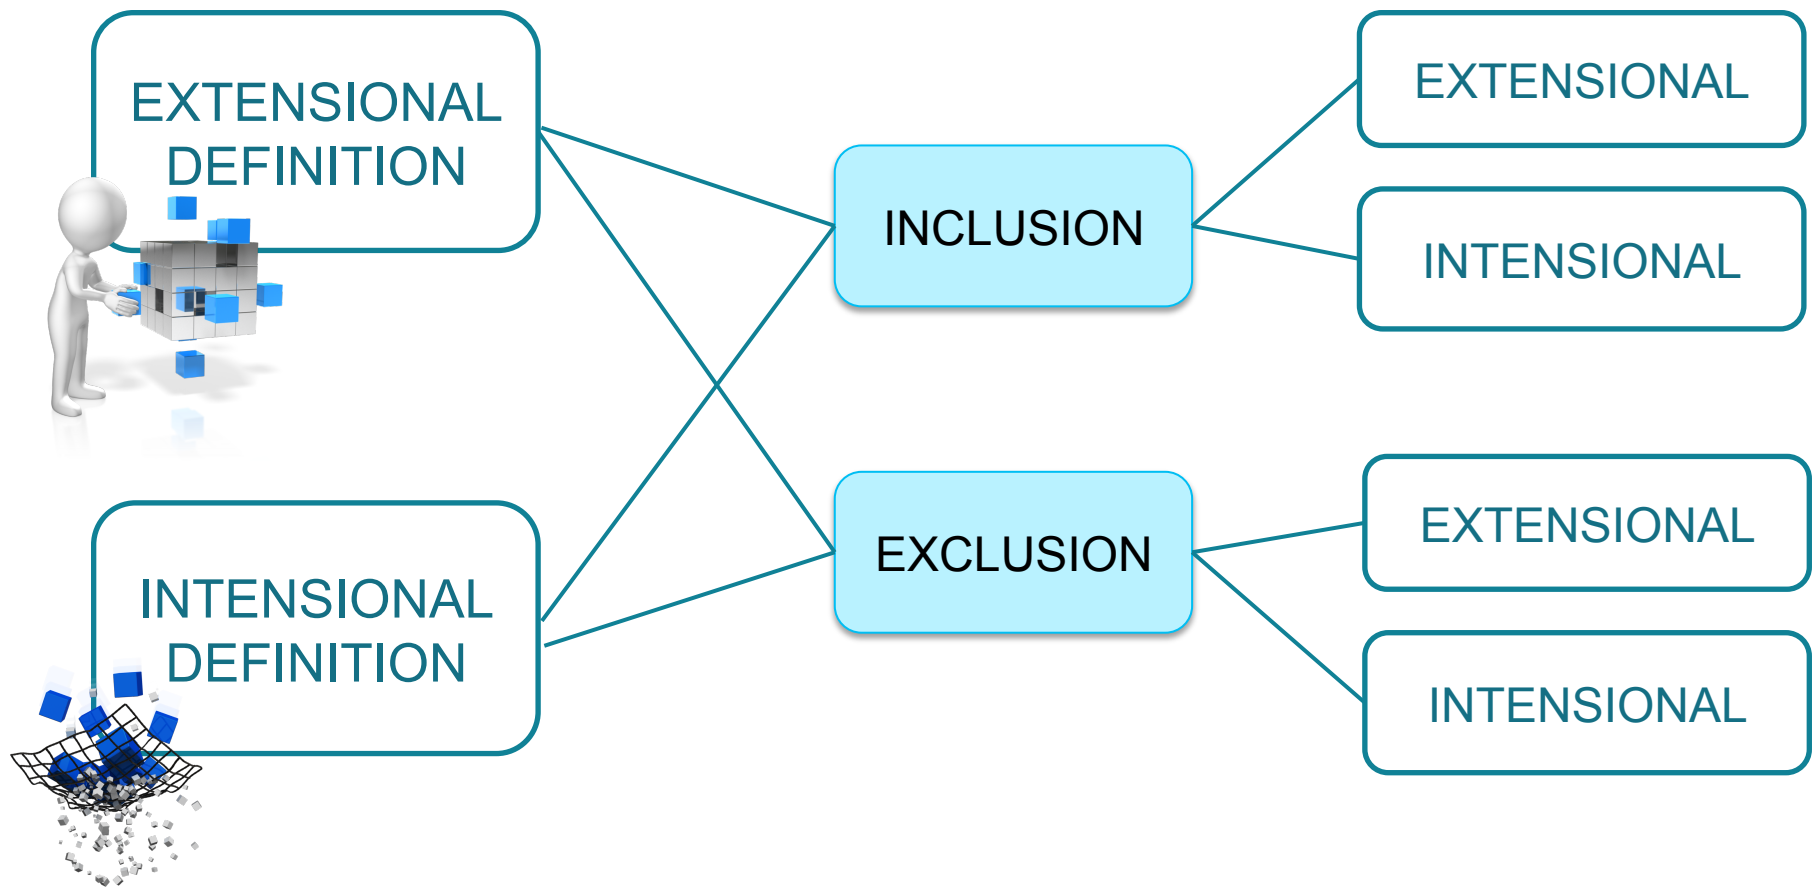 EXTENSIONAL
DEFINITION
INTENSIONAL
DEFINITION
INCLUSION
EXCLUSION
EXTENSIONAL
INTENSIONAL
EXTENSIONAL
INTENSIONAL